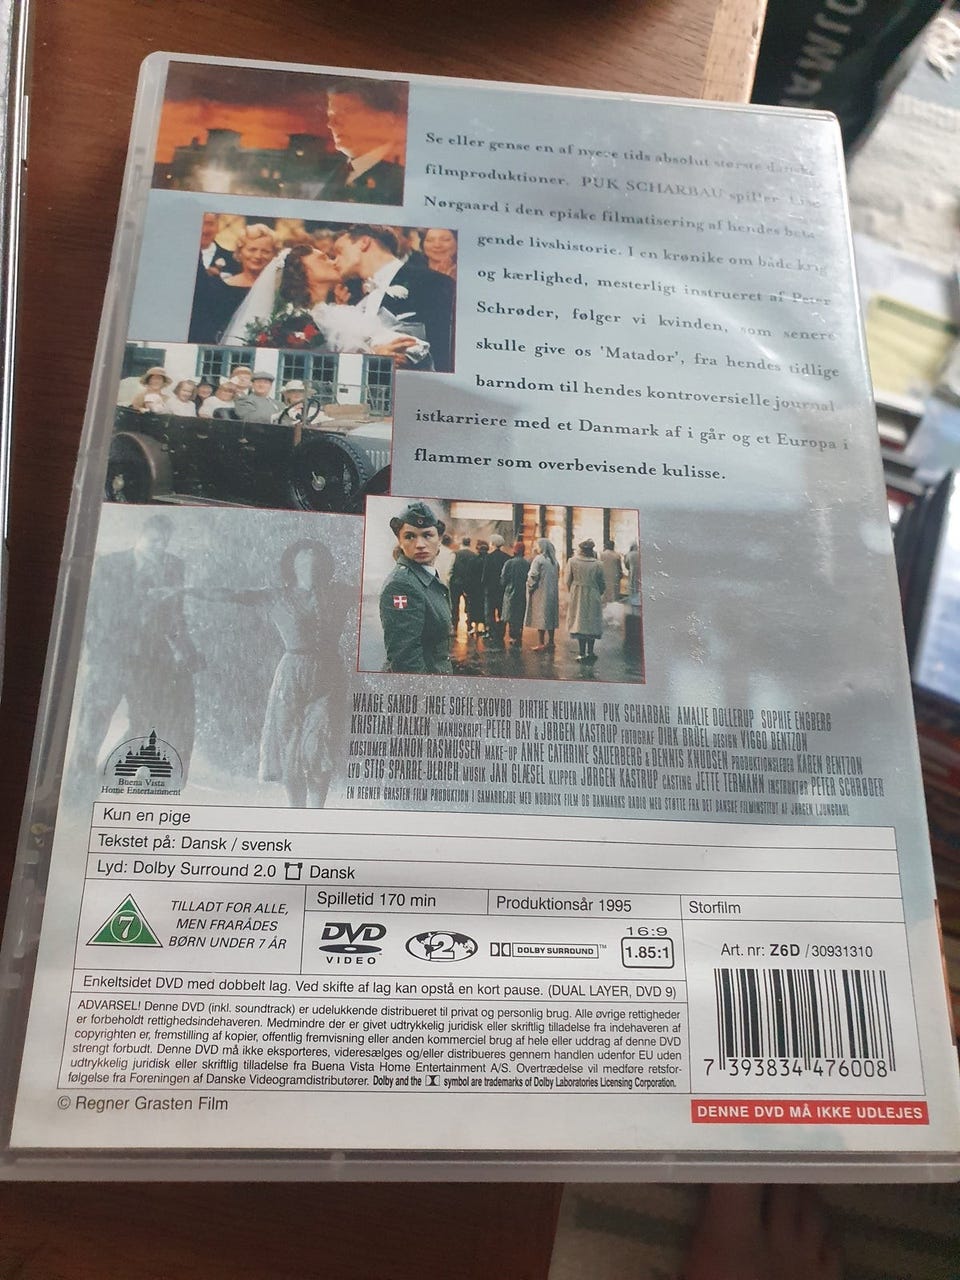 Se eller gense en af nyere tids absolut største danske
filmproduktioner. PUK SCHARBAU spiller Lise
Nørgaard i den episke filmatisering af hendes beta-
gende livshistorie. I en krønike om både krig
og kærlighed, mesterligt instrueret af Peter
Schrøder, følger vi kvinden, som senere
skulle give os 'Matador', fra hendes tidlige
barndom til hendes kontroversielle journal
istkarriere med et Danmark af i går og et Europa i
flammer som overbevisende kulisse.
WAAGE SANDØ INGE SOFIE SKOVBO BIRTHE NEUMANN PUK SCHARBAU AMALIE DOLLERUP SOPHIE ENGBERG
KRISTIAN HALKEN MANUSKRIPT PETER BAY & JØRGEN KASTRUP FOTOGRAF DIRK BRÜEL DESIGN VIGGO BENTZON
KOSTUMER MANON RASMUSSEN MAKE-UP ANNE CATHRINE SAUERBERG & DENNIS KNUDSEN PRODUKTIONSLEDER KAREN BENTZON
LYD STIG SPARRE-ULRICH MUSIK JAN GLÆSEL KLIPPER JØRGEN KASTRUP CASTING JETTE TERMANN INSTRUKTØR PETER SCHRØDER
EN REGNER GRASTEN FILM PRODUKTION I SAMARBEJDE MED NORDISK FILM OG DANMARKS RADIO MED STØTTE FRA DET DANSKE FILMINSTITUT AF JØRGEN LJUNGDAHL
Buena Vista
Home Entertainment
Kun en pige
Tekstet på: Dansk / svensk
Lyd: Dolby Surround 2.0 Dansk
7
TILLADT FOR ALLE,
MEN FRARÅDES
BØRN UNDER 7 ÅR
Spilletid 170 min
Produktionsår 1995
Storfilm
DVD
VIDEO
2
DOLBY SURROUND™
16:9
1.85:1
Art. nr: Z6D / 30931310
Enkeltsidet DVD med dobbelt lag. Ved skifte af lag kan opstå en kort pause. (DUAL LAYER, DVD 9)
ADVARSEL! Denne DVD (inkl. soundtrack) er udelukkende distribueret til privat og personlig brug. Alle øvrige rettigheder
er forbeholdt rettighedsindehaveren. Medmindre der er givet udtrykkelig juridisk eller skriftlig tilladelse fra indehaveren af
copyrighten er, fremstilling af kopier, offentlig fremvisning eller anden kommerciel brug af hele eller uddrag af denne DVD
strengt forbudt. Denne DVD må ikke eksporteres, videresælges og/eller distribueres gennem handlen udenfor EU uden
udtrykkelig juridisk eller skriftlig tilladelse fra Buena Vista Home Entertainment A/S. Overtrædelse vil medføre retsfor-
følgelse fra Foreningen af Danske Videogramdistributører. Dolby and the symbol are trademarks of Dolby Laboratories Licensing Corporation.
7 393834 476008
© Regner Grasten Film
DENNE DVD MÅ IKKE UDLEJES